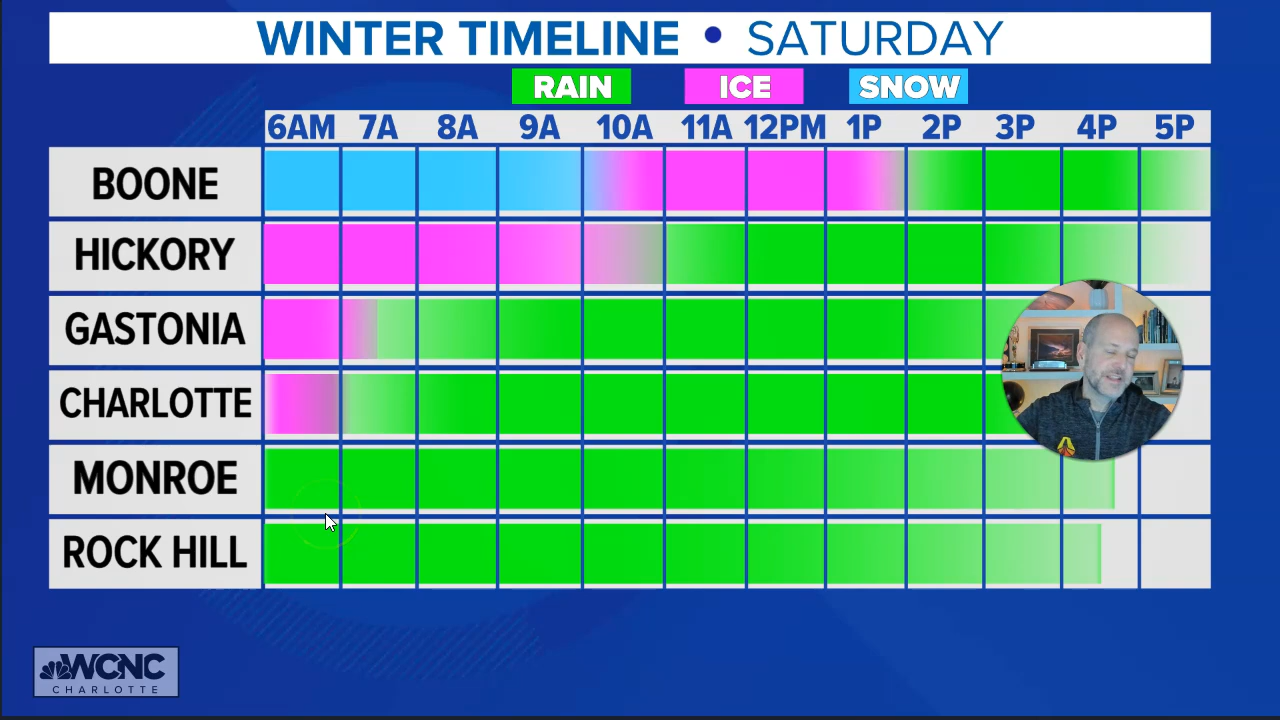 WINTER TIMELINE • SATURDAY
RAIN ICE SNOW
6AM 7A 8A 9A 10A 11A 12PM 1P 2P 3P 4P 5P
BOONE
HICKORY
GASTONIA
CHARLOTTE
MONROE
ROCK HILL
WCNC
CHARLOTTE